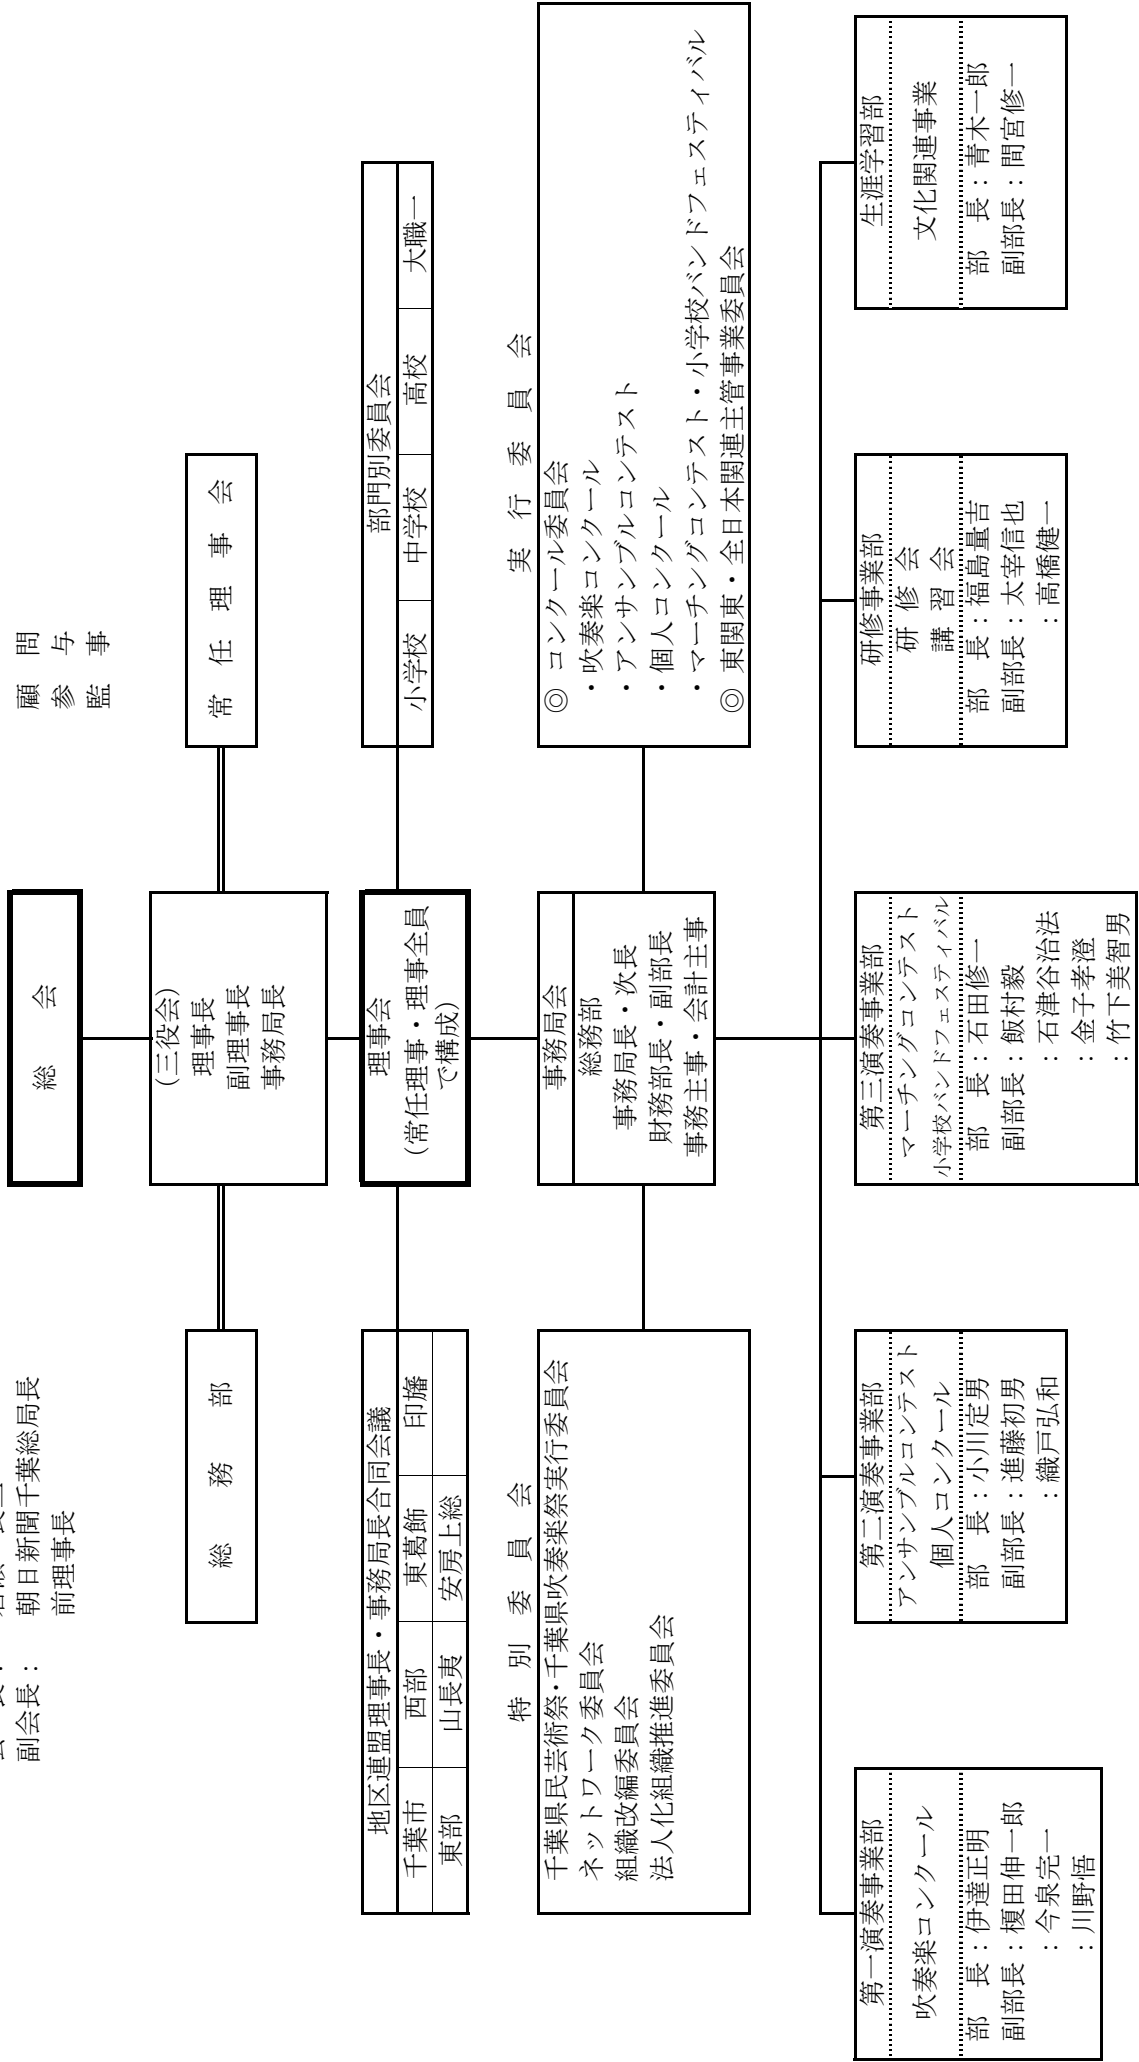 会　長：
副会長：朝日新聞千葉総局長
前理事長
総　会
顧　問
参　与
監　事
(三役会)
理事長
副理事長
事務局長
総　務　部
常　任　理　事　会
理事会
(常任理事・理事全員
で構成)
地区連盟理事長・事務局長合同会議
千葉市　西部　東葛飾　印旛
東部　山長夷　安房上総
部門別委員会
小学校　中学校　高校　大職一
特　別　委　員　会
千葉県民芸術祭・千葉県吹奏楽祭実行委員会
ネットワーク委員会
組織改編委員会
法人化組織推進委員会
事務局会
総務部
事務局長・次長
財務部長・副部長
事務主事・会計主事
実　行　委　員　会
◎ コンクール委員会
・吹奏楽コンクール
・アンサンブルコンテスト
・個人コンクール
・マーチングコンテスト・小学校バンドフェスティバル
◎ 東関東・全日本関連主管事業委員会
第一演奏事業部
吹奏楽コンクール
部　長：伊達正明
副部長：榎田伸一郎
：今泉完一
：川野悟
第二演奏事業部
アンサンブルコンテスト
個人コンクール
部　長：小川定男
副部長：進藤初男
：織戸弘和
第三演奏事業部
マーチングコンテスト
小学校バンドフェスティバル
部　長：石田修一
副部長：飯村毅
：石津谷治法
：金子孝澄
：竹下美智男
研修事業部
研　修　会
講　習　会
部　長：福島量吉
副部長：太宰信也
：高橋健一
生涯学習部
文化関連事業
部　長：青木一郎
副部長：間宮修一